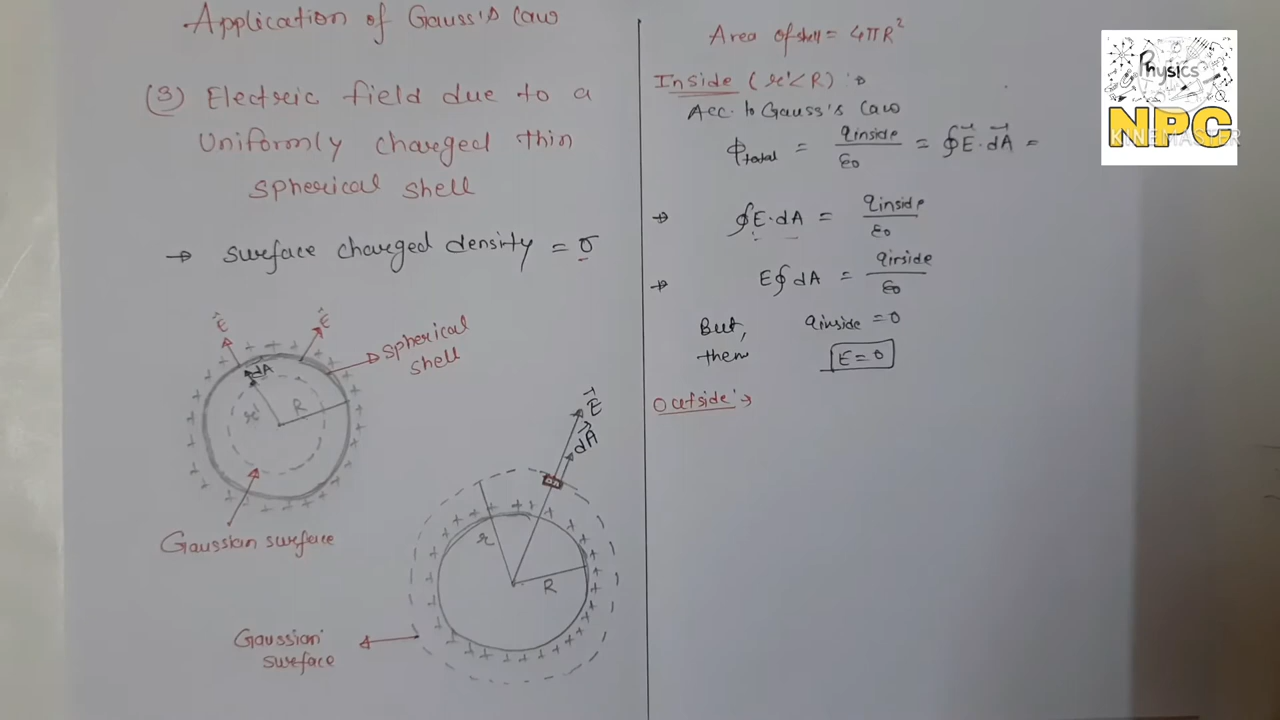 Application of Gauss's Law
(3) Electric field due to a
Uniformly charged thin
spherical shell
→ surface charged density = σ
E⃗
E⃗
spherical
shell
dA⃗
r'
R
Gaussian surface
E⃗
dA⃗
r
R
Gaussian
surface
Area of shell = 4πR²
Inside (r'<R) :→
Acc. to Gauss's Law
ϕtotal = qinside/ε0 = ∮E⃗·dA⃗ =
→ ∮E·dA = qinside/ε0
→ E∮dA = qinside/ε0
But, qinside = 0
then E=0
Outside :→
Physics
NPC
KINEMASTER